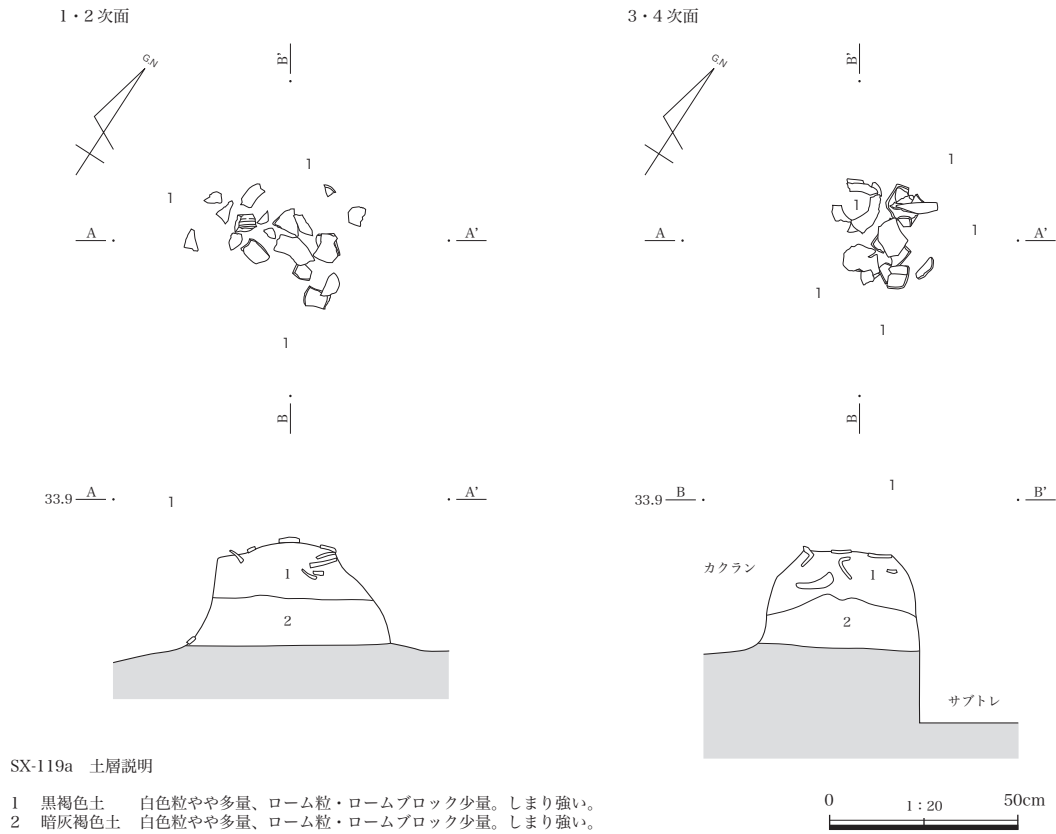 1・2次面
3・4次面
G.N
B'
G.N
B'
1
1
A
A'
1
B
1
1
1
A
A'
1
1
B
33.9 A
1
A'
1
2
1
33.9 B
B'
カクラン
1
2
サブトレ
SX-119a 土層説明
1 黒褐色土 白色粒やや多量、ローム粒・ロームブロック少量。しまり強い。
2 暗灰褐色土 白色粒やや多量、ローム粒・ロームブロック少量。しまり強い。
0 1:20 50cm